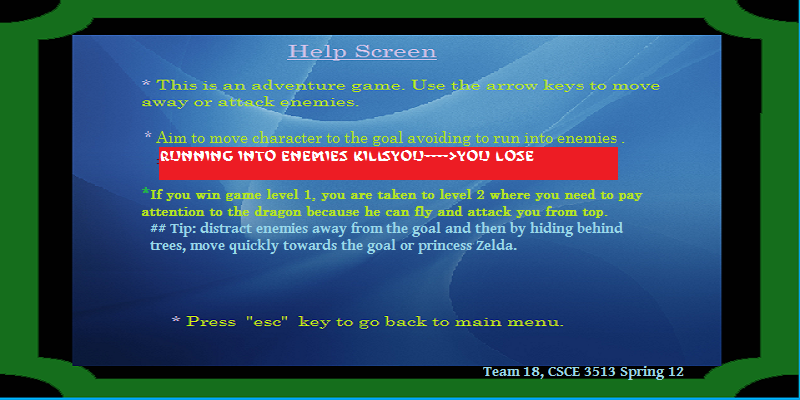 Help Screen
* This is an adventure game. Use the arrow keys to move
away or attack enemies.
* Aim to move character to the goal avoiding to run into enemies .
RUNNING INTO ENEMIES KILLSYOU---->YOU LOSE
*If you win game level 1, you are taken to level 2 where you need to pay
attention to the dragon because he can fly and attack you from top.
## Tip: distract enemies away from the goal and then by hiding behind
trees, move quickly towards the goal or princess Zelda.
* Press "esc" key to go back to main menu.
Team 18, CSCE 3513 Spring 12